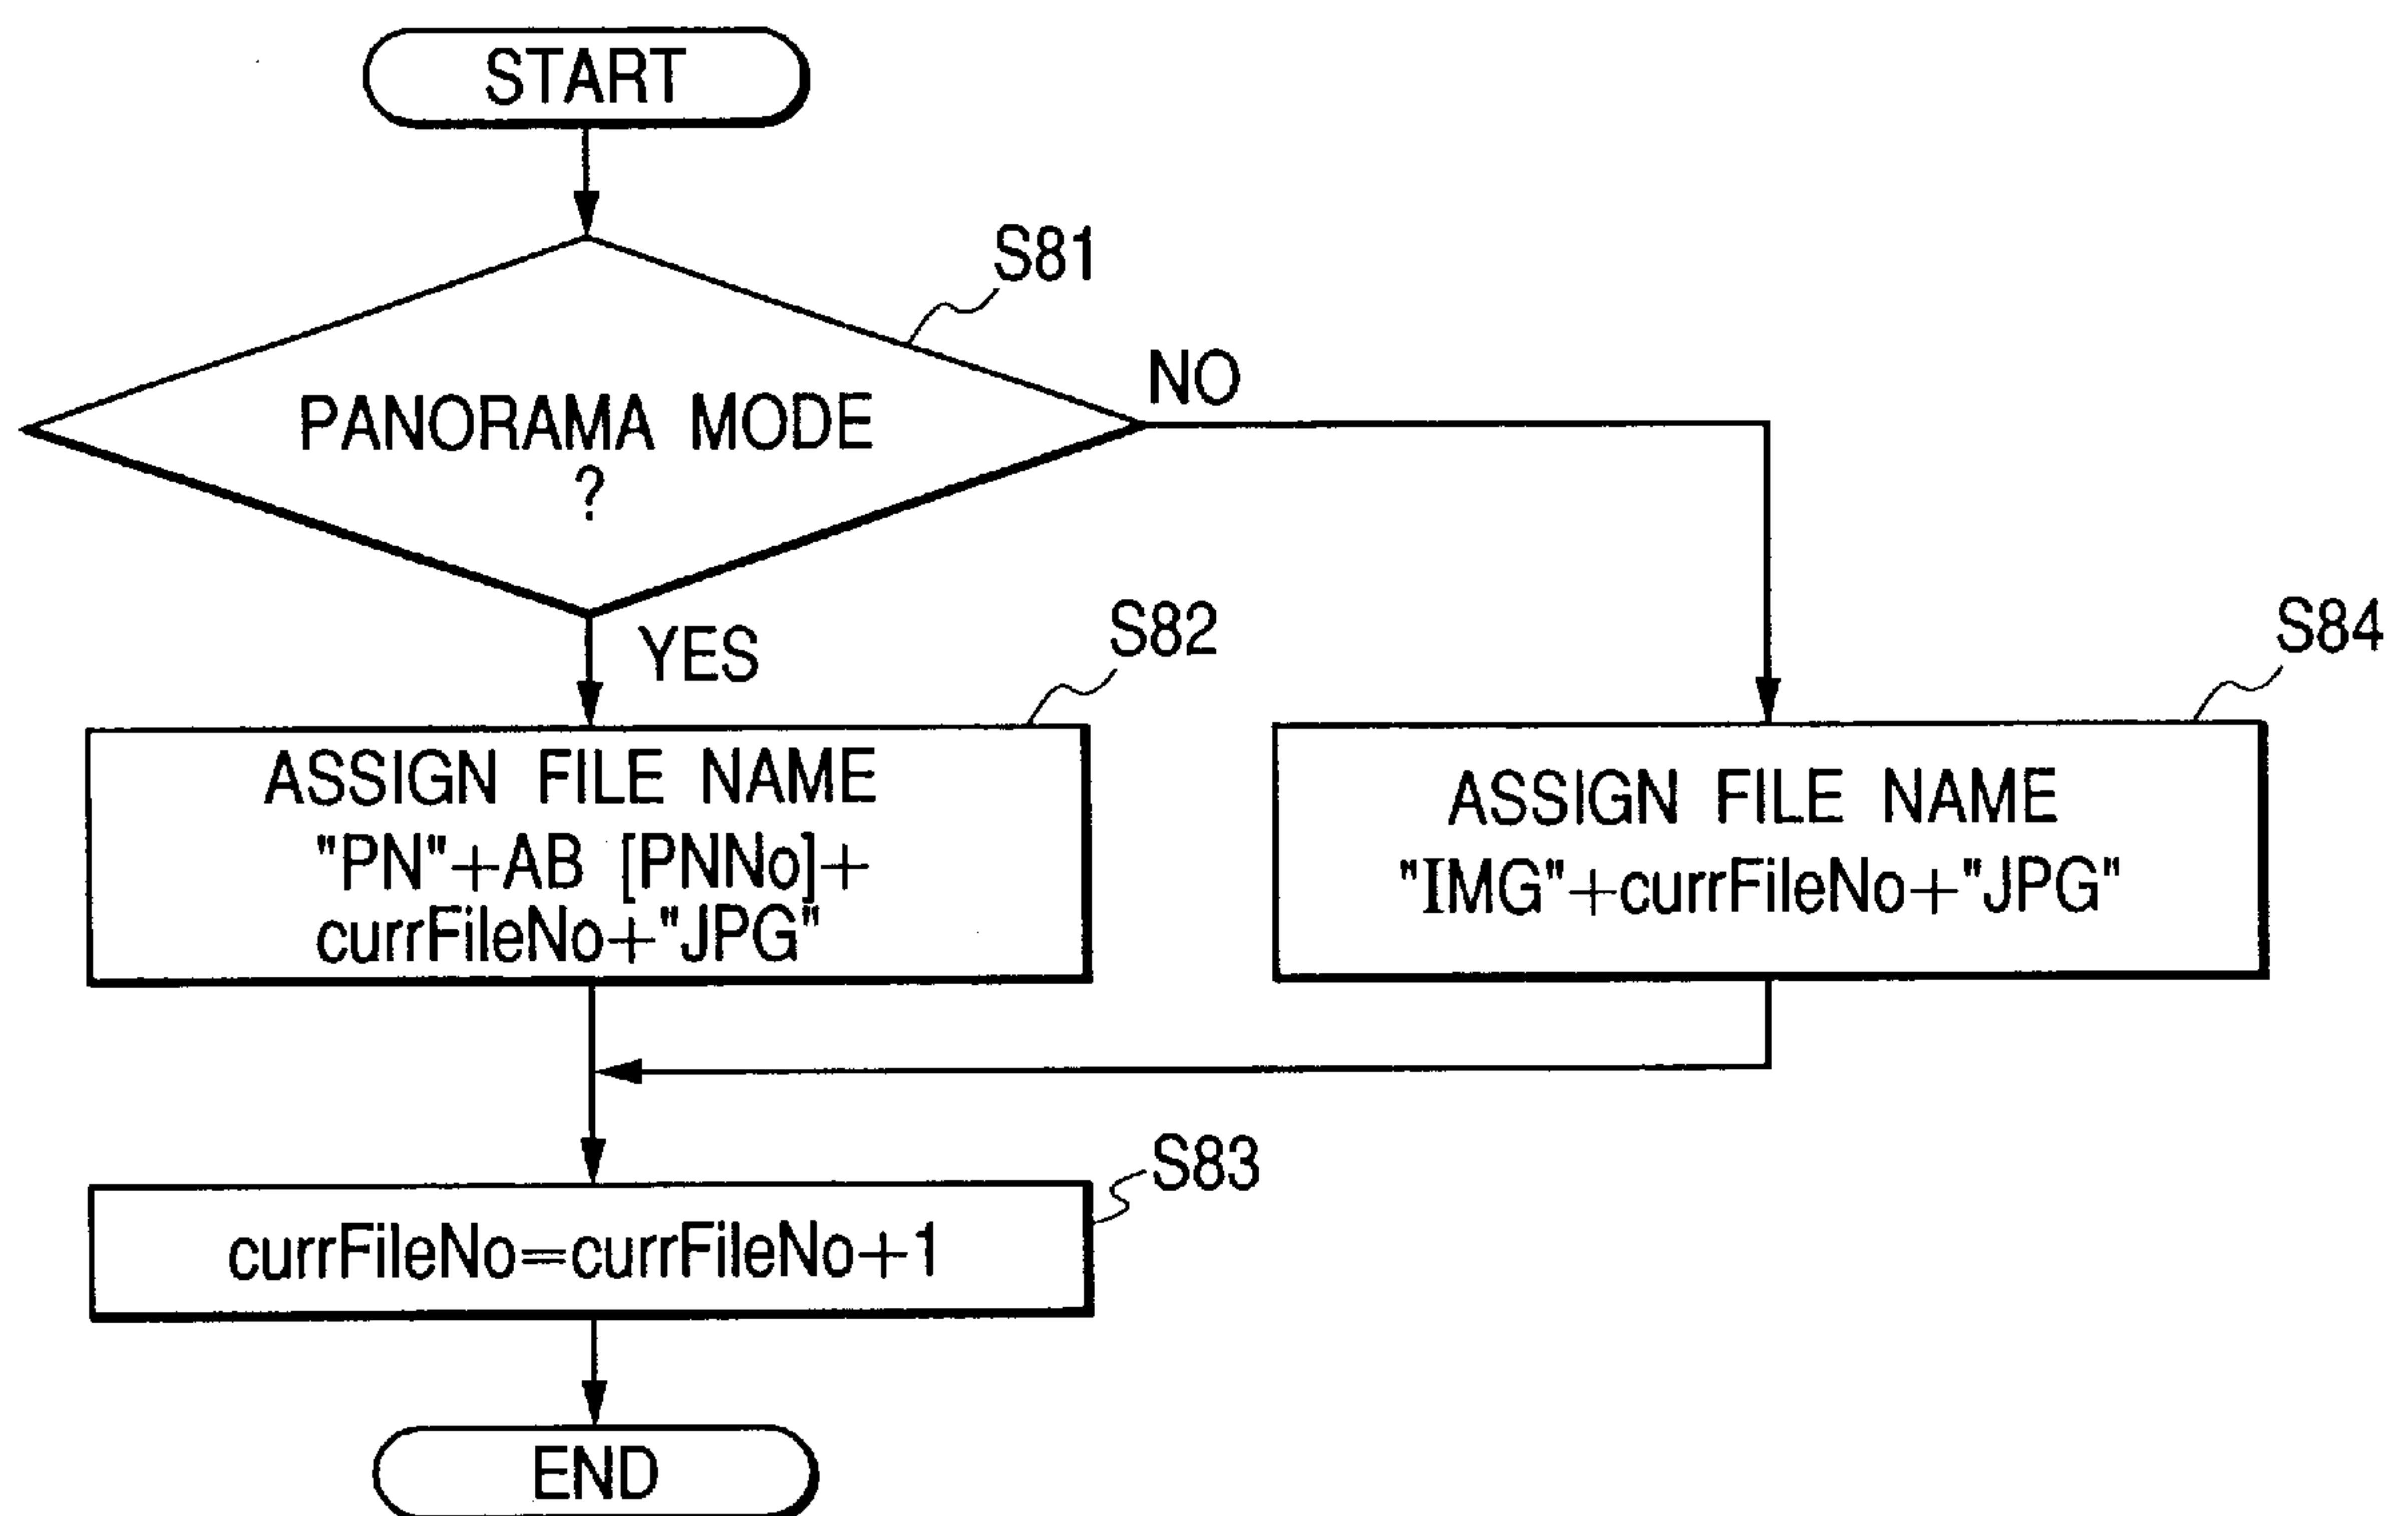 START
S81
PANORAMA MODE
?
NO
YES
S82
ASSIGN FILE NAME
"PN"+AB [PNNo]+
currFileNo+"JPG"
S84
ASSIGN FILE NAME
"IMG"+currFileNo+"JPG"
S83
currFileNo=currFileNo+1
END